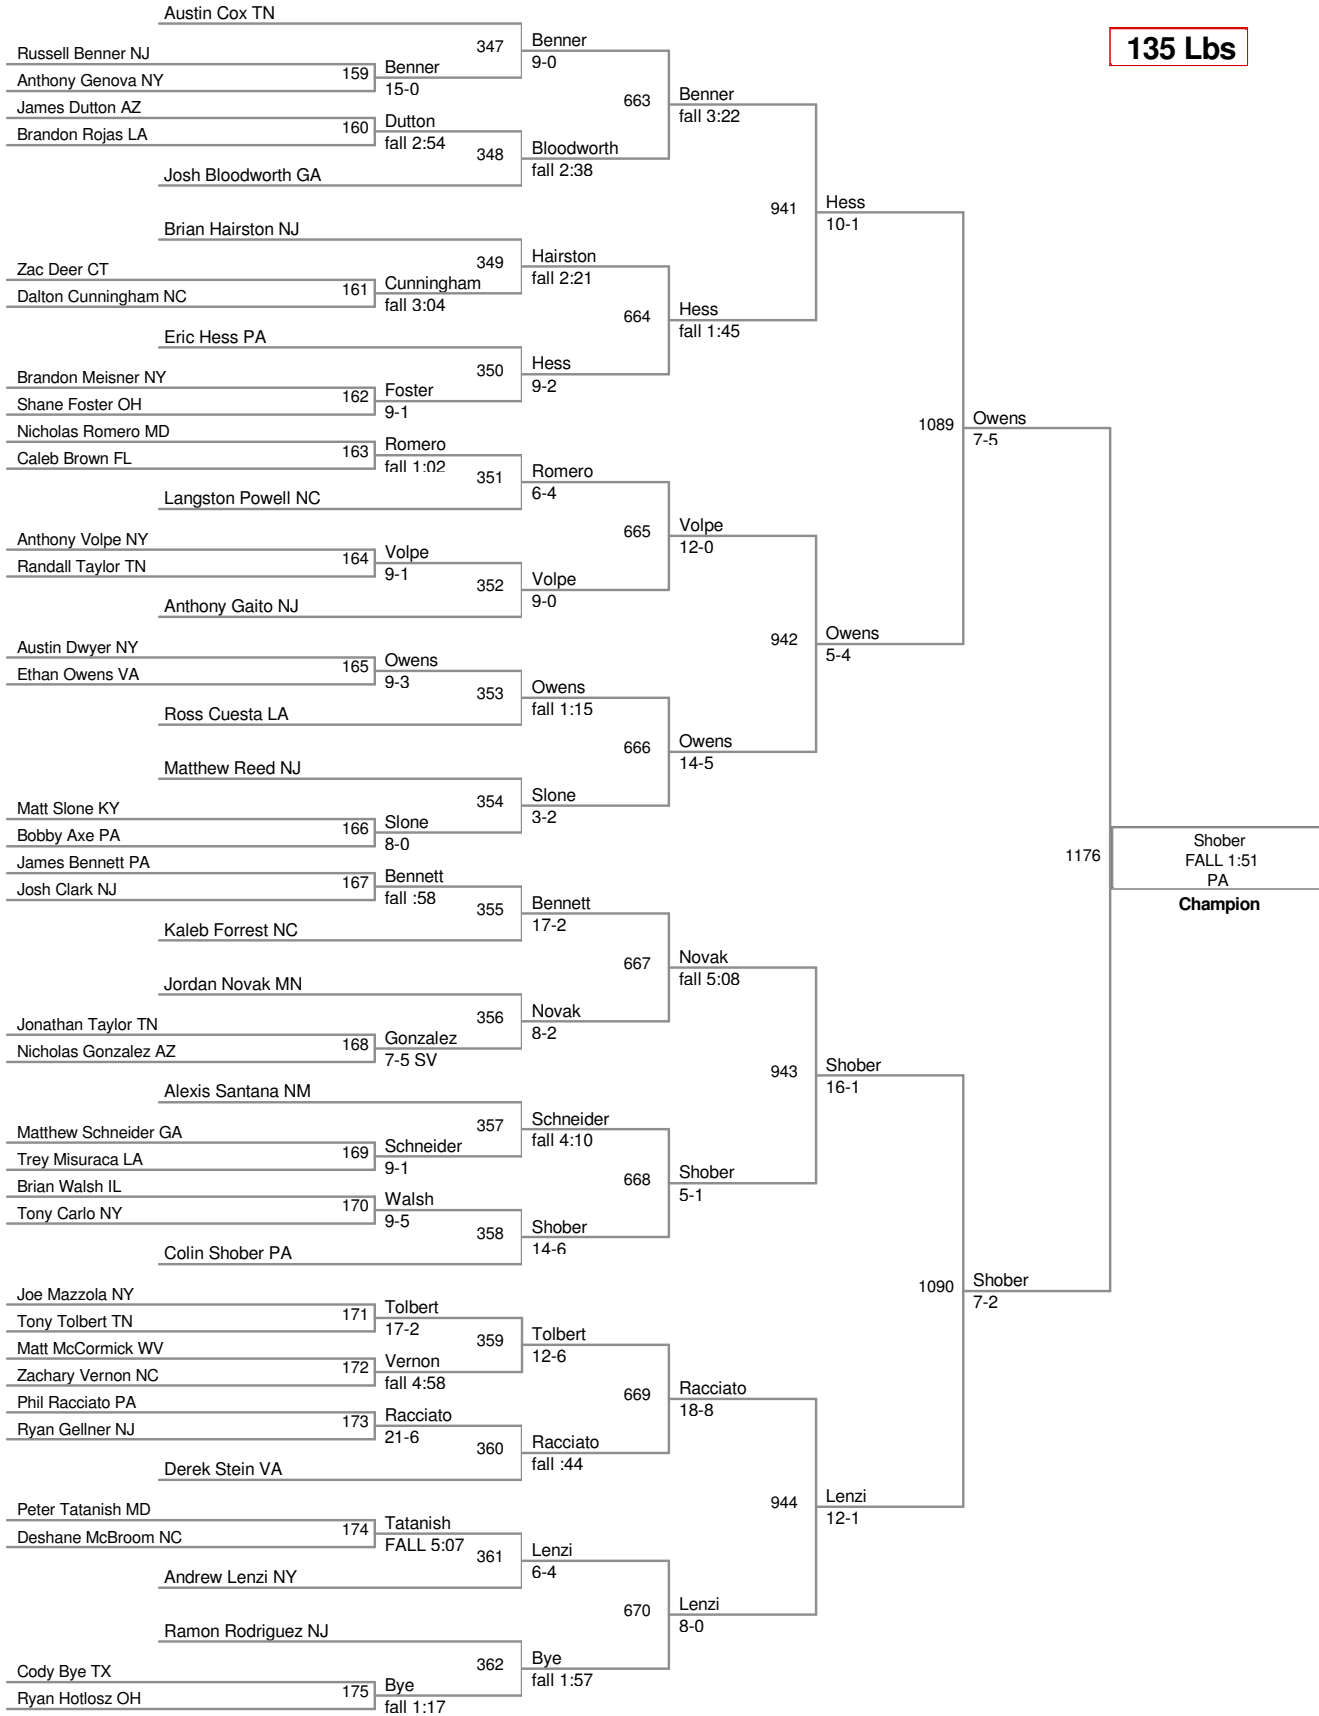 Austin Cox TN
135 Lbs
347
Benner
9-0
Russell Benner NJ
159
Benner
15-0
Anthony Genova NY
663
Benner
fall 3:22
James Dutton AZ
160
Dutton
fall 2:54
Brandon Rojas LA
348
Bloodworth
fall 2:38
Josh Bloodworth GA
941
Hess
10-1
Brian Hairston NJ
349
Hairston
fall 2:21
Zac Deer CT
161
Cunningham
fall 3:04
Dalton Cunningham NC
664
Hess
fall 1:45
Eric Hess PA
350
Hess
9-2
Brandon Meisner NY
162
Foster
9-1
Shane Foster OH
1089
Owens
7-5
Nicholas Romero MD
163
Romero
fall 1:02
Caleb Brown FL
351
Romero
6-4
Langston Powell NC
665
Volpe
12-0
Anthony Volpe NY
164
Volpe
9-1
Randall Taylor TN
352
Volpe
9-0
Anthony Gaito NJ
942
Owens
5-4
Austin Dwyer NY
165
Owens
9-3
Ethan Owens VA
353
Owens
fall 1:15
Ross Cuesta LA
666
Owens
14-5
Matthew Reed NJ
354
Slone
3-2
Matt Slone KY
166
Slone
8-0
Bobby Axe PA
1176
Shober
FALL 1:51
PA
Champion
James Bennett PA
167
Bennett
fall :58
Josh Clark NJ
355
Bennett
17-2
Kaleb Forrest NC
667
Novak
fall 5:08
Jordan Novak MN
356
Novak
8-2
Jonathan Taylor TN
168
Gonzalez
7-5 SV
Nicholas Gonzalez AZ
943
Shober
16-1
Alexis Santana NM
357
Schneider
fall 4:10
Matthew Schneider GA
169
Schneider
9-1
Trey Misuraca LA
668
Shober
5-1
Brian Walsh IL
170
Walsh
9-5
Tony Carlo NY
358
Shober
14-6
Colin Shober PA
1090
Shober
7-2
Joe Mazzola NY
171
Tolbert
17-2
Tony Tolbert TN
359
Tolbert
12-6
Matt McCormick WV
172
Vernon
fall 4:58
Zachary Vernon NC
669
Racciato
18-8
Phil Racciato PA
173
Racciato
21-6
Ryan Gellner NJ
360
Racciato
fall :44
Derek Stein VA
944
Lenzi
12-1
Peter Tatanish MD
174
Tatanish
FALL 5:07
Deshane McBroom NC
361
Lenzi
6-4
Andrew Lenzi NY
670
Lenzi
8-0
Ramon Rodriguez NJ
362
Bye
fall 1:57
Cody Bye TX
175
Bye
fall 1:17
Ryan Hotlosz OH